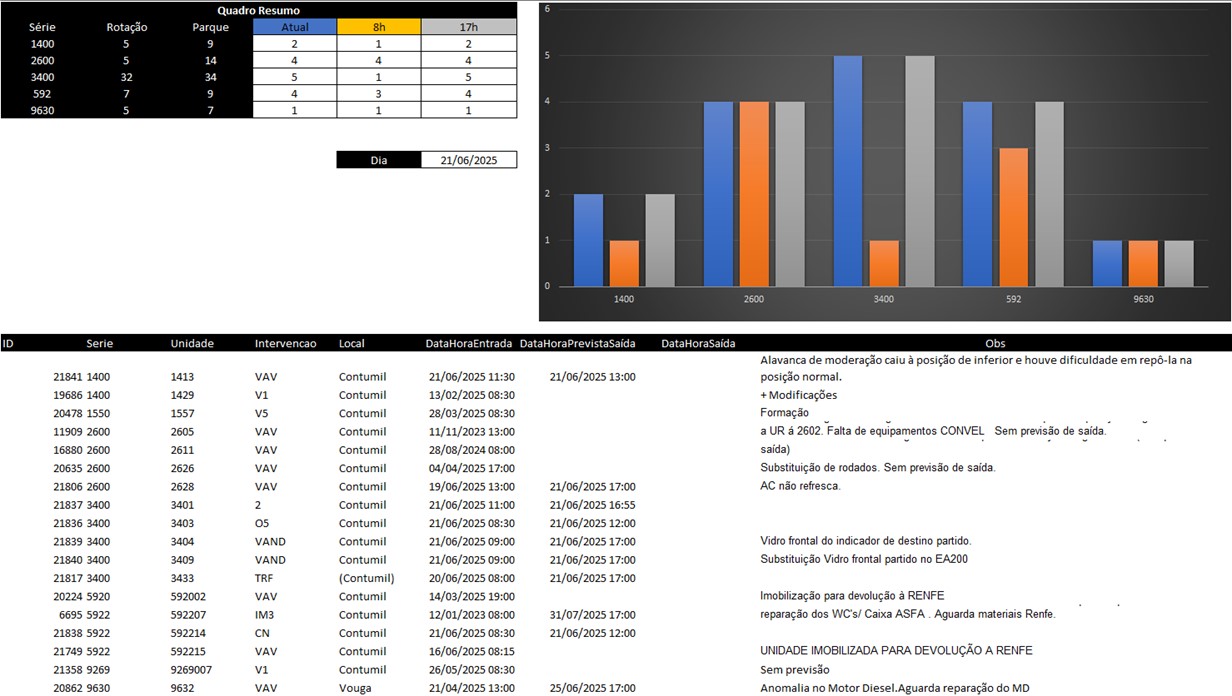 Quadro Resumo
Série Rotação Parque Atual 8h 17h
1400 5 9 2 1 2
2600 5 14 4 4 4
3400 32 34 5 1 5
592 7 9 4 3 4
9630 5 7 1 1 1
Dia 21/06/2025
6
5
4
3
2
1
0
1400 2600 3400 592 9630
ID Serie Unidade Intervencao Local DataHoraEntrada DataHoraPrevistaSaída DataHoraSaída Obs
Alavanca de moderação caiu à posição de inferior e houve dificuldade em repô-la na
21841 1400 1413 VAV Contumil 21/06/2025 11:30 21/06/2025 13:00 posição normal.
19686 1400 1429 V1 Contumil 13/02/2025 08:30 + Modificações
20478 1550 1557 V5 Contumil 28/03/2025 08:30 Formação
11909 2600 2605 VAV Contumil 11/11/2023 13:00 a UR á 2602. Falta de equipamentos CONVEL Sem previsão de saída.
16880 2600 2611 VAV Contumil 28/08/2024 08:00 saída)
20635 2600 2626 VAV Contumil 04/04/2025 17:00 Substituição de rodados. Sem previsão de saída.
21806 2600 2628 VAV Contumil 19/06/2025 13:00 21/06/2025 17:00 AC não refresca.
21837 3400 3401 2 Contumil 21/06/2025 11:00 21/06/2025 16:55
21836 3400 3403 O5 Contumil 21/06/2025 08:30 21/06/2025 12:00
21839 3400 3404 VAND Contumil 21/06/2025 09:00 21/06/2025 17:00 Vidro frontal do indicador de destino partido.
21840 3400 3409 VAND Contumil 21/06/2025 09:00 21/06/2025 17:00 Substituição Vidro frontal partido no EA200
21817 3400 3433 TRF (Contumil) 20/06/2025 08:00 21/06/2025 17:00
20224 5920 592002 VAV Contumil 14/03/2025 19:00 Imobilização para devolução à RENFE
6695 5922 592207 IM3 Contumil 12/01/2023 08:00 31/07/2025 17:00 reparação dos WC's/ Caixa ASFA . Aguarda materiais Renfe.
21838 5922 592214 CN Contumil 21/06/2025 08:30 21/06/2025 12:00
21749 5922 592215 VAV Contumil 16/06/2025 08:15 UNIDADE IMOBILIZADA PARA DEVOLUÇÃO A RENFE
21358 9269 9269007 V1 Contumil 26/05/2025 08:30 Sem previsão
20862 9630 9632 VAV Vouga 21/04/2025 13:00 25/06/2025 17:00 Anomalia no Motor Diesel.Aguarda reparação do MD